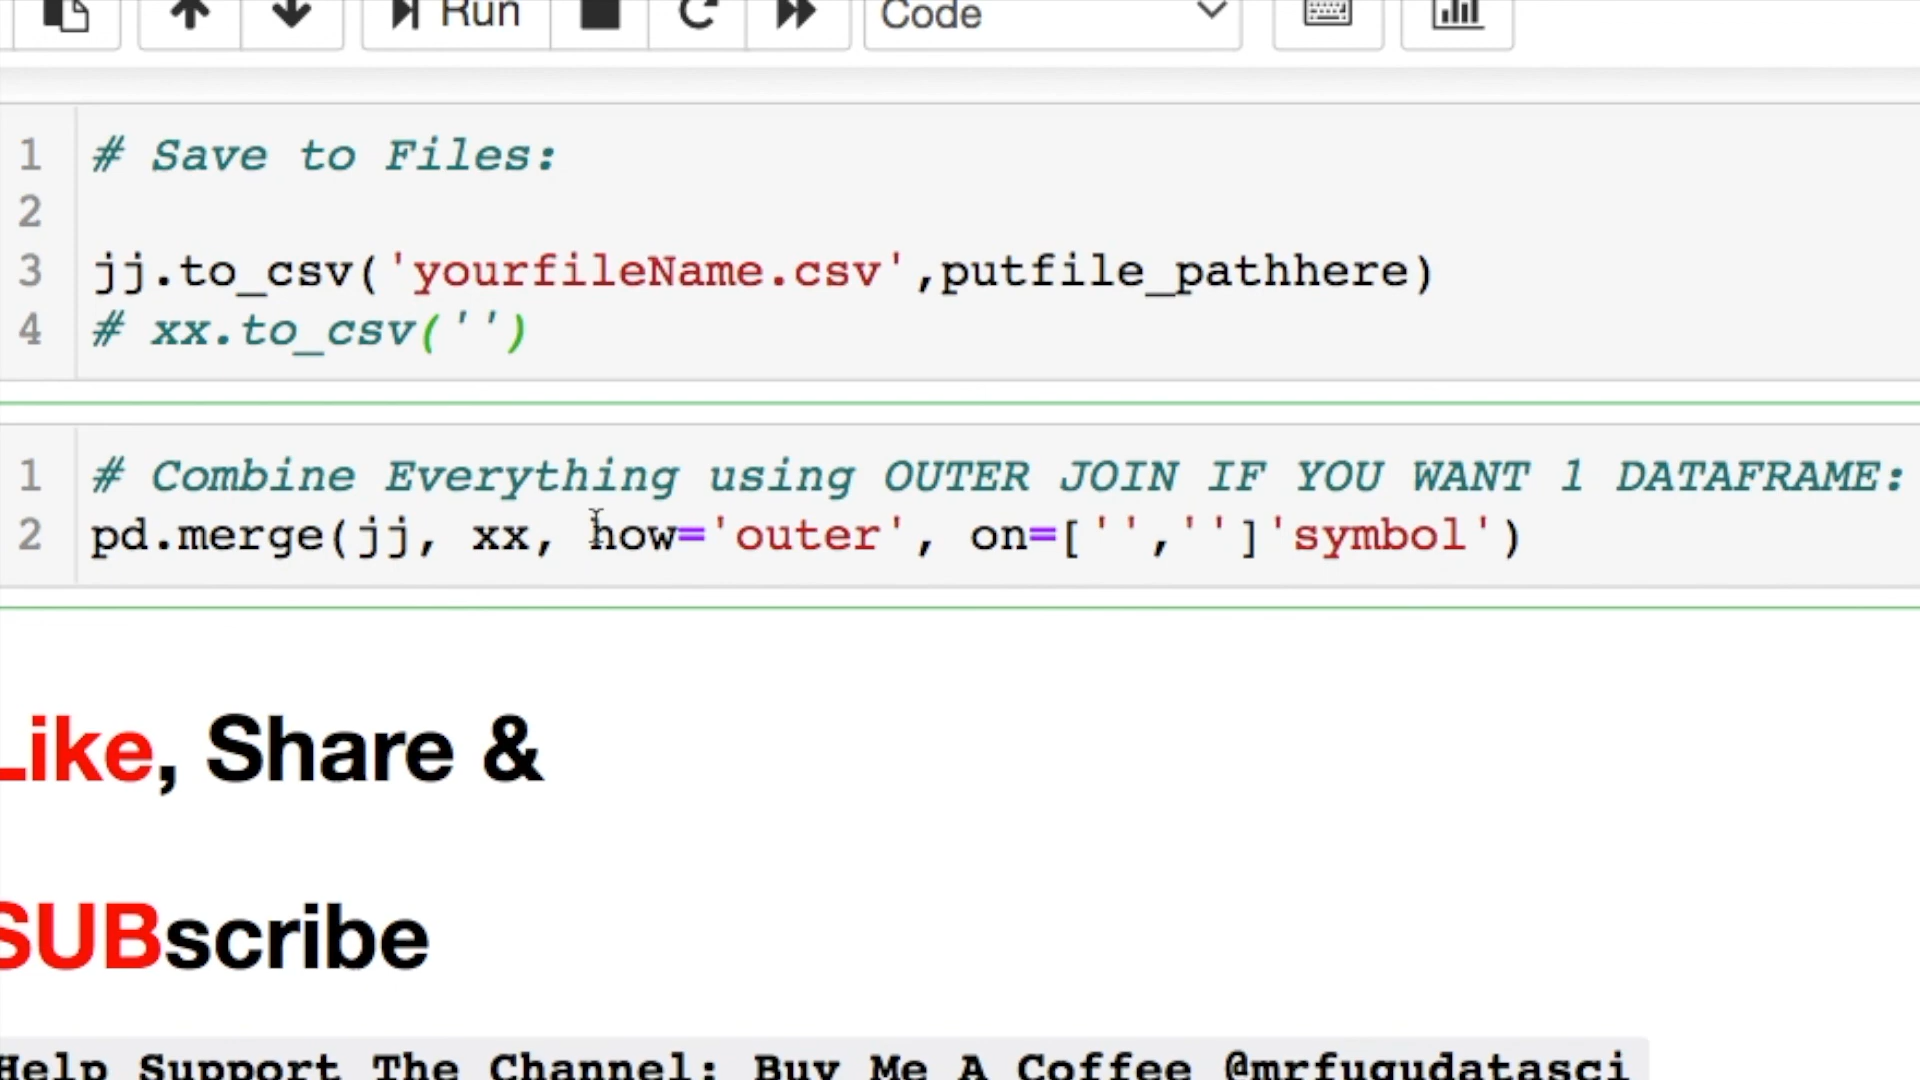 Run
Code
1 # Save to Files:
2
3 jj.to_csv('yourfileName.csv',putfile_pathhere)
4 # xx.to_csv('')
1 # Combine Everything using OUTER JOIN IF YOU WANT 1 DATAFRAME:
2 pd.merge(jj, xx, how='outer', on=['','']'symbol')
Like, Share &
SUBscribe
Help Support The Channel: Buy Me A Coffee @mrfugudatasci